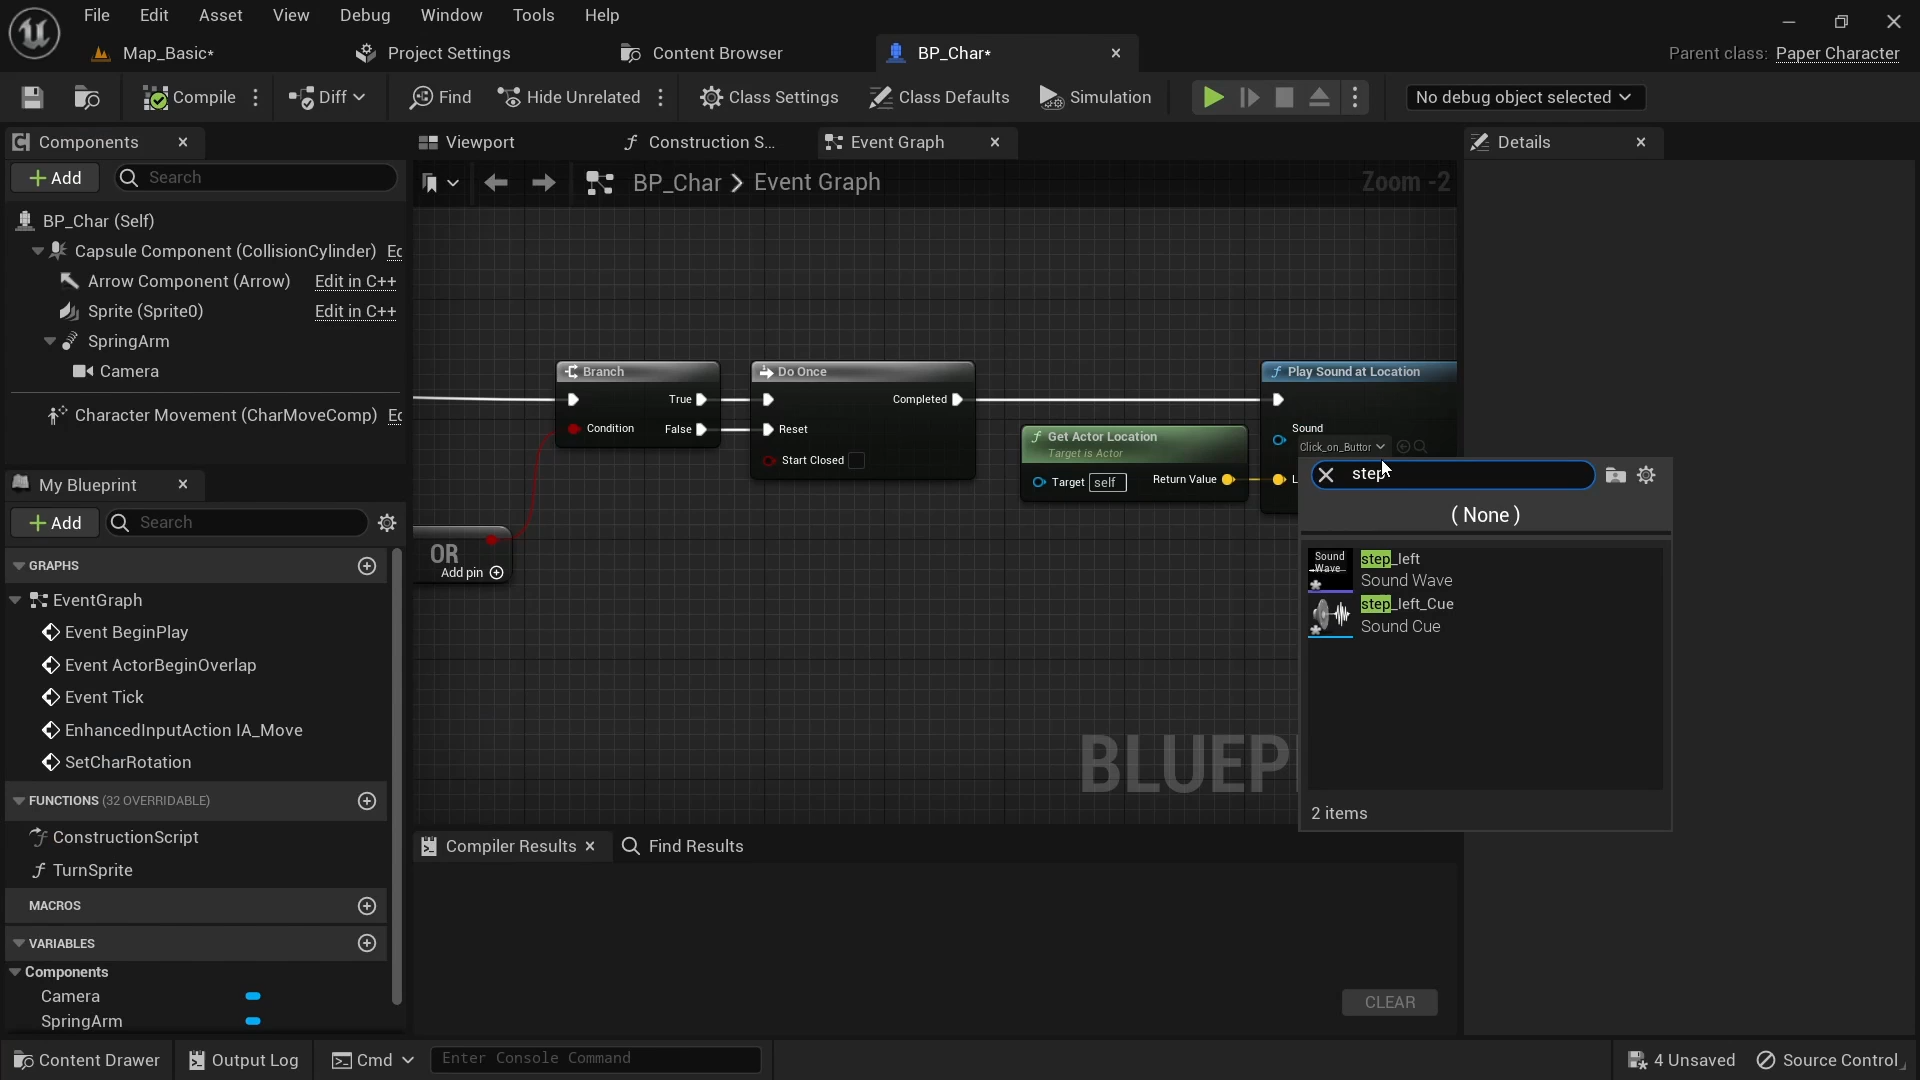 File Edit Asset View Debug Window Tools Help
Map_Basic* Project Settings Content Browser BP_Char* Parent class: Paper Character
Compile Diff Find Hide Unrelated Class Settings Class Defaults Simulation No debug object selected
Components Viewport Construction S... Event Graph Details
Add Search BP_Char > Event Graph Zoom -2
BP_Char (Self)
Capsule Component (CollisionCylinder) Ec
Arrow Component (Arrow) Edit in C++
Sprite (Sprite0) Edit in C++
SpringArm
Camera
Character Movement (CharMoveComp) Ec
Branch
True
Condition False
Do Once
Completed
Reset
Start Closed
Get Actor Location
Target is Actor
Target self Return Value
Play Sound at Location
Sound
Click_on_Buttor
L
OR
Add pin
step
( None )
Sound
Wave
step_left
Sound Wave
step_left_Cue
Sound Cue
2 items
BLUEP
My Blueprint
Add Search
GRAPHS
EventGraph
Event BeginPlay
Event ActorBeginOverlap
Event Tick
EnhancedInputAction IA_Move
SetCharRotation
FUNCTIONS (32 OVERRIDABLE)
ConstructionScript
TurnSprite
MACROS
VARIABLES
Components
Camera
SpringArm
Compiler Results Find Results
CLEAR
Content Drawer Output Log Cmd Enter Console Command 4 Unsaved Source Control